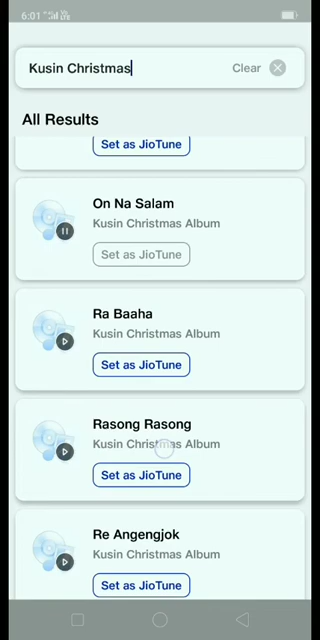 6:01
Kusin Christmas
Clear
All Results
Set as JioTune
On Na Salam
Kusin Christmas Album
Set as JioTune
Ra Baaha
Kusin Christmas Album
Set as JioTune
Rasong Rasong
Kusin Christmas Album
Set as JioTune
Re Angengjok
Kusin Christmas Album
Set as JioTune